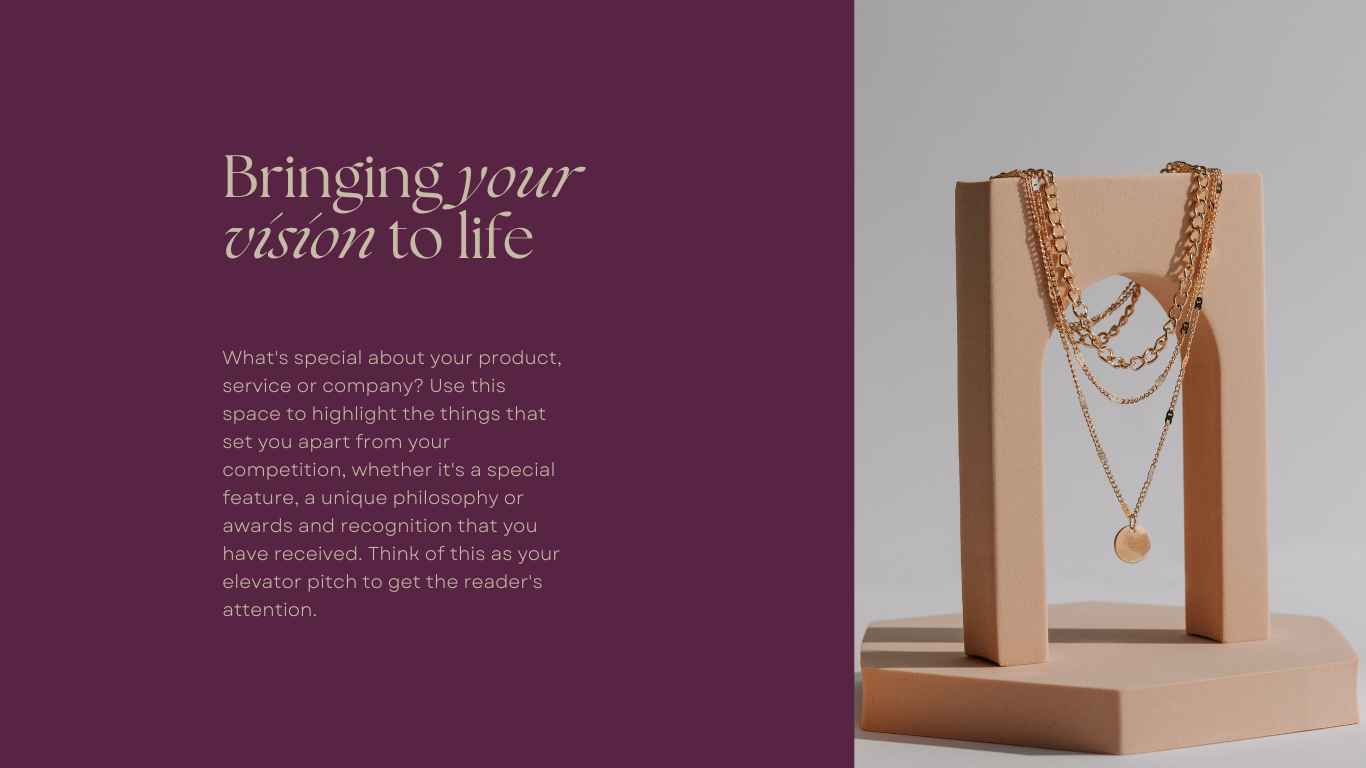 Bringing your
vision to life
What's special about your product,
service or company? Use this
space to highlight the things that
set you apart from your
competition, whether it's a special
feature, a unique philosophy or
awards and recognition that you
have received. Think of this as your
elevator pitch to get the reader's
attention.